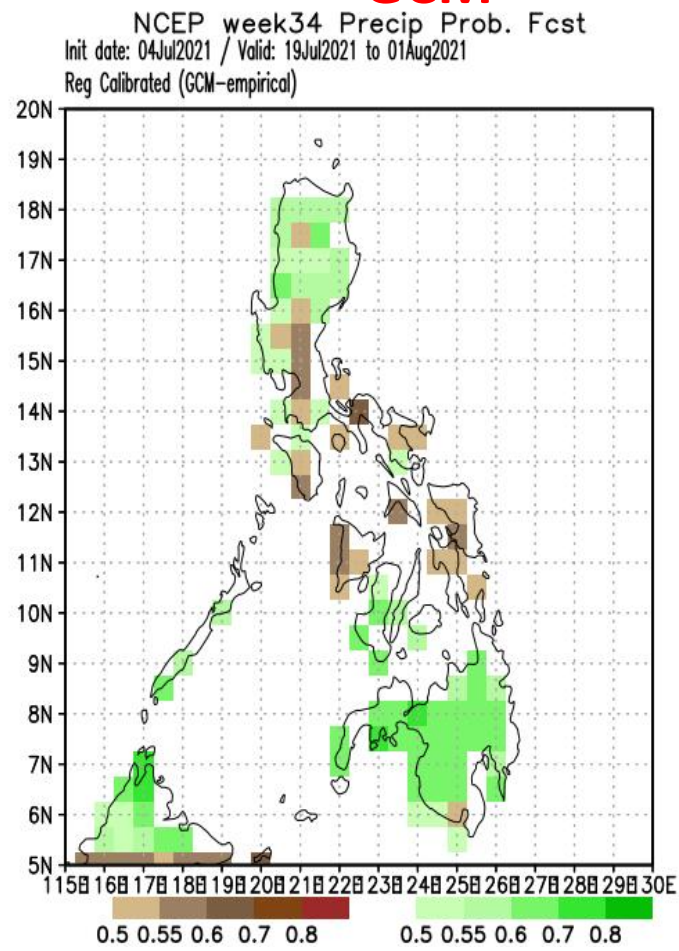 NCEP week34 Precip Prob. Fcst
Init date: 04Jul2021 / Valid: 19Jul2021 to 01Aug2021
Reg Calibrated (GCM-empirical)
20N
19N
18N
17N
16N
15N
14N
13N
12N
11N
10N
9N
8N
7N
6N
5N
115E 116E 117E 118E 119E 120E 121E 122E 123E 124E 125E 126E 127E 128E 129E 130E
0.5 0.55 0.6 0.7 0.8 0.5 0.55 0.6 0.7 0.8